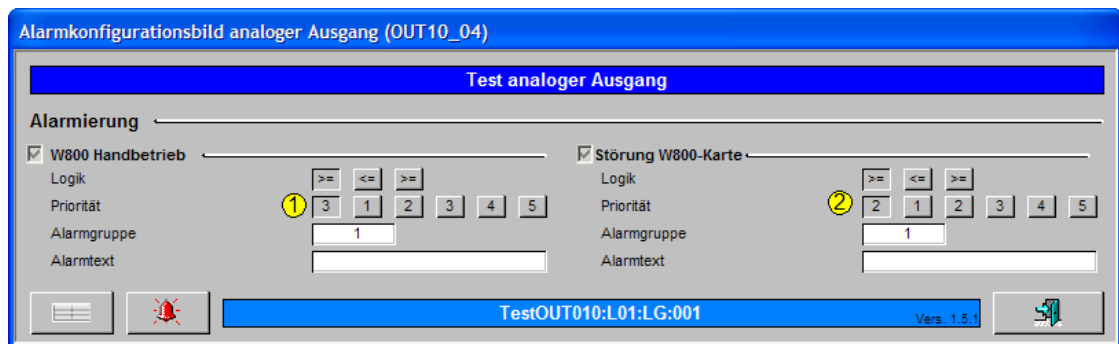 Alarmkonfigurationsbild analoger Ausgang (OUT10_04)
Test analoger Ausgang
Alarmierung
W800 Handbetrieb
Logik >= <= >=
Priorität 1 3 1 2 3 4 5
Alarmgruppe 1
Alarmtext
Störung W800-Karte
Logik >= <= >=
Priorität 2 2 1 2 3 4 5
Alarmgruppe 1
Alarmtext
TestOUT010:L01:LG:001
Vers. 1.5.1